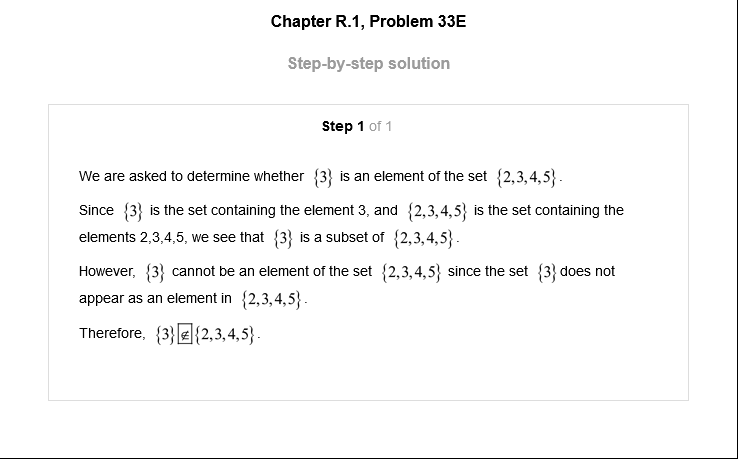 Chapter R.1, Problem 33E
Step-by-step solution
Step 1 of 1
We are asked to determine whether {3} is an element of the set {2,3,4,5}.
Since {3} is the set containing the element 3, and {2,3,4,5} is the set containing the
elements 2,3,4,5, we see that {3} is a subset of {2,3,4,5}.
However, {3} cannot be an element of the set {2,3,4,5} since the set {3} does not
appear as an element in {2,3,4,5}.
Therefore, {3} ∉ {2,3,4,5}.